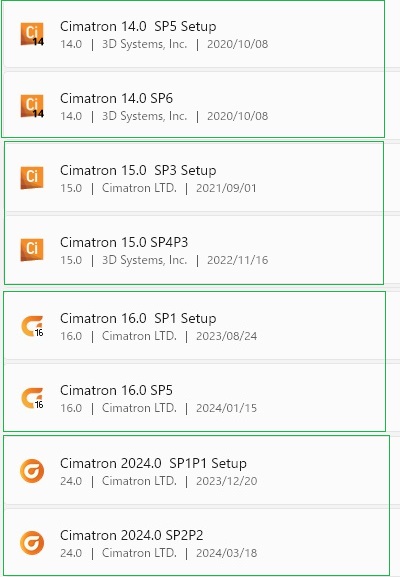 Ci
14
Cimatron 14.0  SP5 Setup
14.0 | 3D Systems, Inc. | 2020/10/08
Ci
14
Cimatron 14.0 SP6
14.0 | 3D Systems, Inc. | 2020/10/08
Ci
Cimatron 15.0  SP3 Setup
15.0 | Cimatron LTD. | 2021/09/01
Ci
Cimatron 15.0 SP4P3
15.0 | 3D Systems, Inc. | 2022/11/16
16
Cimatron 16.0  SP1 Setup
16.0 | Cimatron LTD. | 2023/08/24
16
Cimatron 16.0 SP5
16.0 | Cimatron LTD. | 2024/01/15
Cimatron 2024.0  SP1P1 Setup
24.0 | Cimatron LTD. | 2023/12/20
Cimatron 2024.0 SP2P2
24.0 | Cimatron LTD. | 2024/03/18